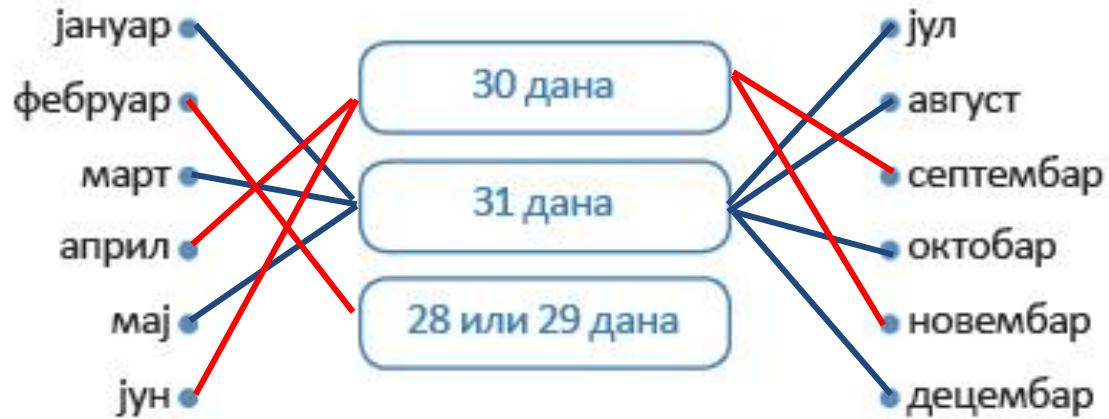 јануар
фебруар
март
април
мај
јун
30 дана
31 дана
28 или 29 дана
јул
август
септембар
октобар
новембар
децембар